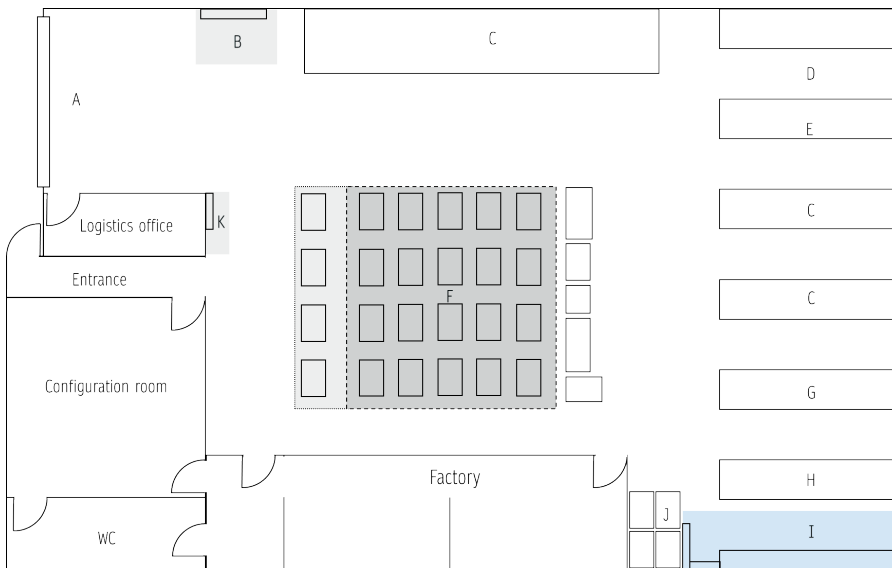 B
C
D
A
E
C
K
Logistics office
Entrance
F
C
Configuration room
G
Factory
H
J
I
WC